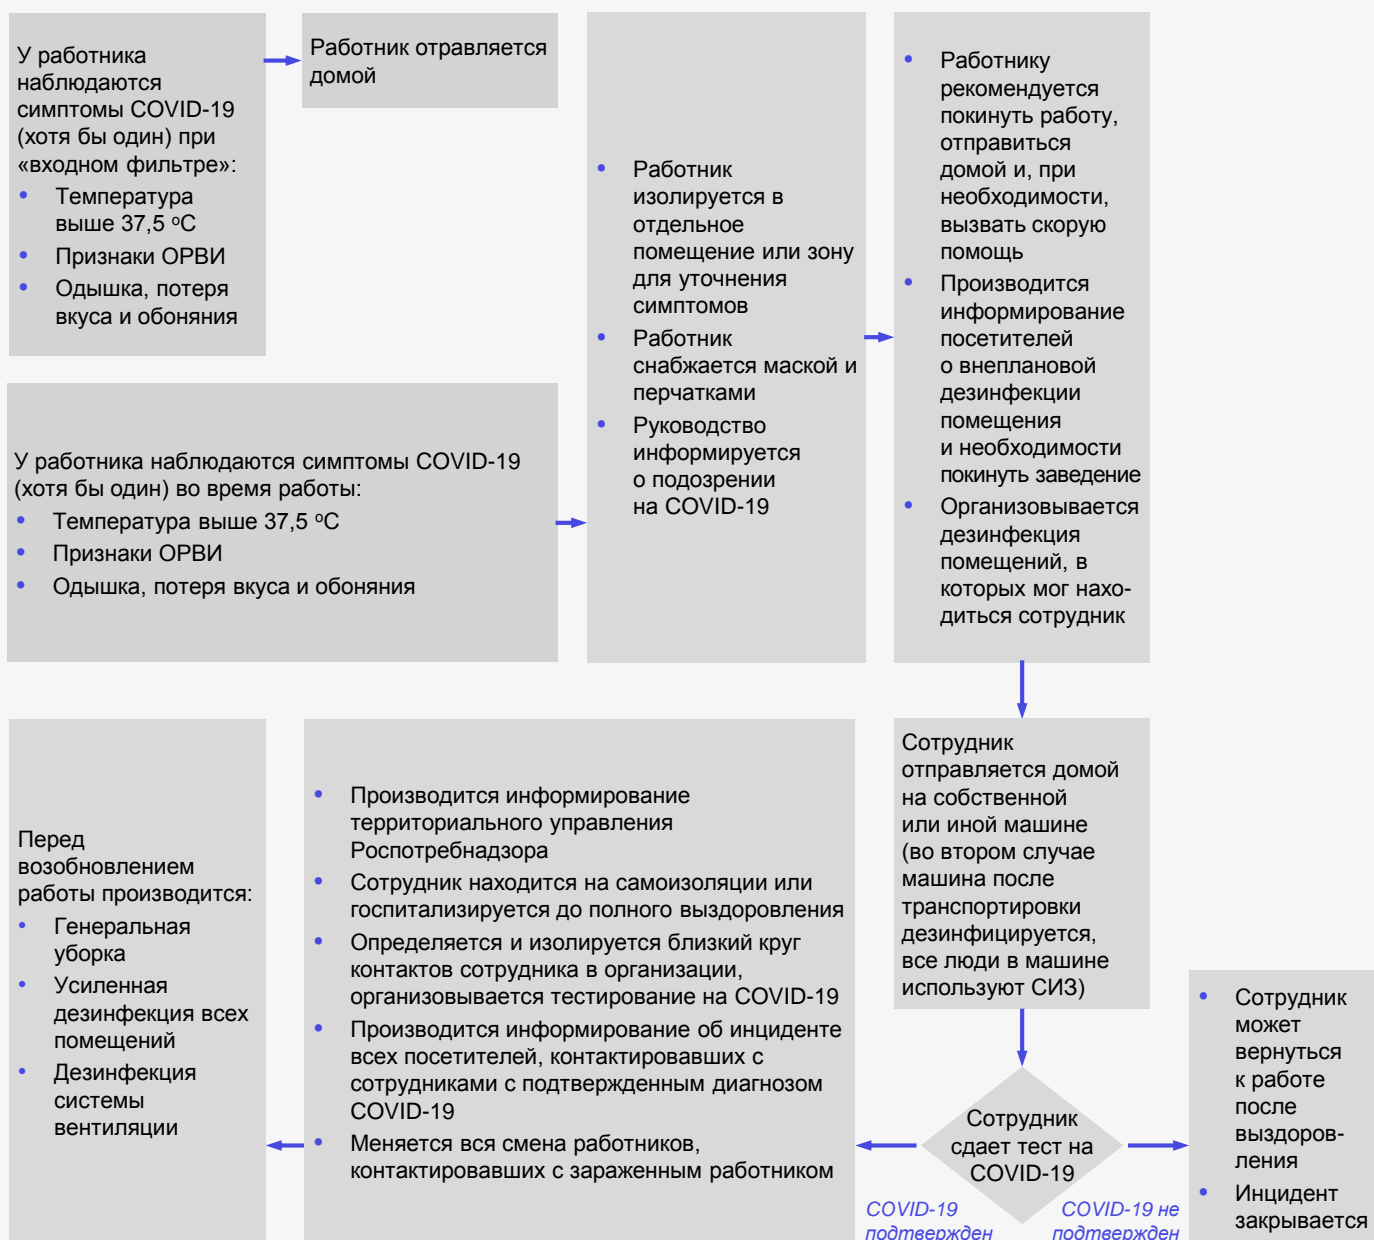 У работника
наблюдаются
симптомы COVID-19
(хотя бы один) при
«входном фильтре»:
• Температура
выше 37,5 ºС
• Признаки ОРВИ
• Одышка, потеря
вкуса и обоняния
Работник отравляется
домой
У работника наблюдаются симптомы COVID-19
(хотя бы один) во время работы:
• Температура выше 37,5 ºС
• Признаки ОРВИ
• Одышка, потеря вкуса и обоняния
• Работник
изолируется в
отдельное
помещение или зону
для уточнения
симптомов
• Работник
снабжается маской и
перчатками
• Руководство
информируется
о подозрении
на COVID-19
• Работнику
рекомендуется
покинуть работу,
отправиться
домой и, при
необходимости,
вызвать скорую
помощь
• Производится
информирование
посетителей
о внеплановой
дезинфекции
помещения
и необходимости
покинуть заведение
• Организовывается
дезинфекция
помещений, в
которых мог нахо-
диться сотрудник
Сотрудник
отправляется домой
на собственной
или иной машине
(во втором случае
машина после
транспортировки
дезинфицируется,
все люди в машине
используют СИЗ)
Сотрудник
сдает тест на
COVID-19
COVID-19
подтвержден
COVID-19 не
подтвержден
• Сотрудник
может
вернуться
к работе
после
выздоров-
ления
• Инцидент
закрывается
• Производится информирование
территориального управления
Роспотребнадзора
• Сотрудник находится на самоизоляции или
госпитализируется до полного выздоровления
• Определяется и изолируется близкий круг
контактов сотрудника в организации,
организовывается тестирование на COVID-19
• Производится информирование об инциденте
всех посетителей, контактировавших с
сотрудниками с подтвержденным диагнозом
COVID-19
• Меняется вся смена работников,
контактировавших с зараженным работником
Перед
возобновлением
работы производится:
• Генеральная
уборка
• Усиленная
дезинфекция всех
помещений
• Дезинфекция
системы
вентиляции